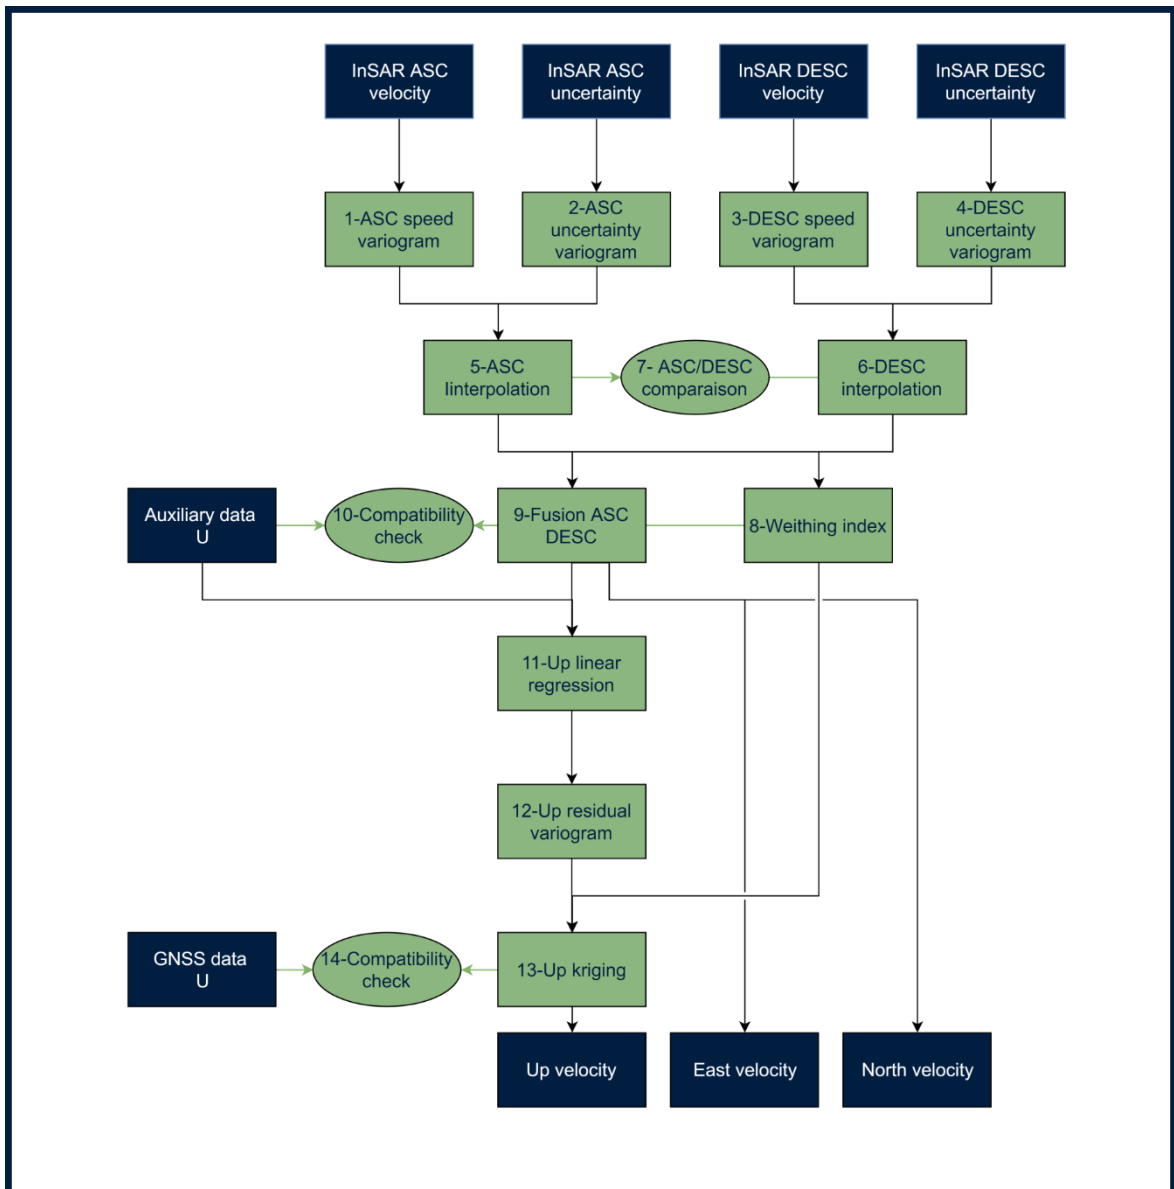 InSAR ASC
velocity
InSAR ASC
uncertainty
InSAR DESC
velocity
InSAR DESC
uncertainty
1-ASC speed
variogram
2-ASC
uncertainty
variogram
3-DESC speed
variogram
4-DESC
uncertainty
variogram
5-ASC
Iinterpolation
7- ASC/DESC
comparaison
6-DESC
interpolation
Auxiliary data
U
10-Compatibility
check
9-Fusion ASC
DESC
8-Weithing index
11-Up linear
regression
12-Up residual
variogram
GNSS data
U
14-Compatibility
check
13-Up kriging
Up velocity
East velocity
North velocity